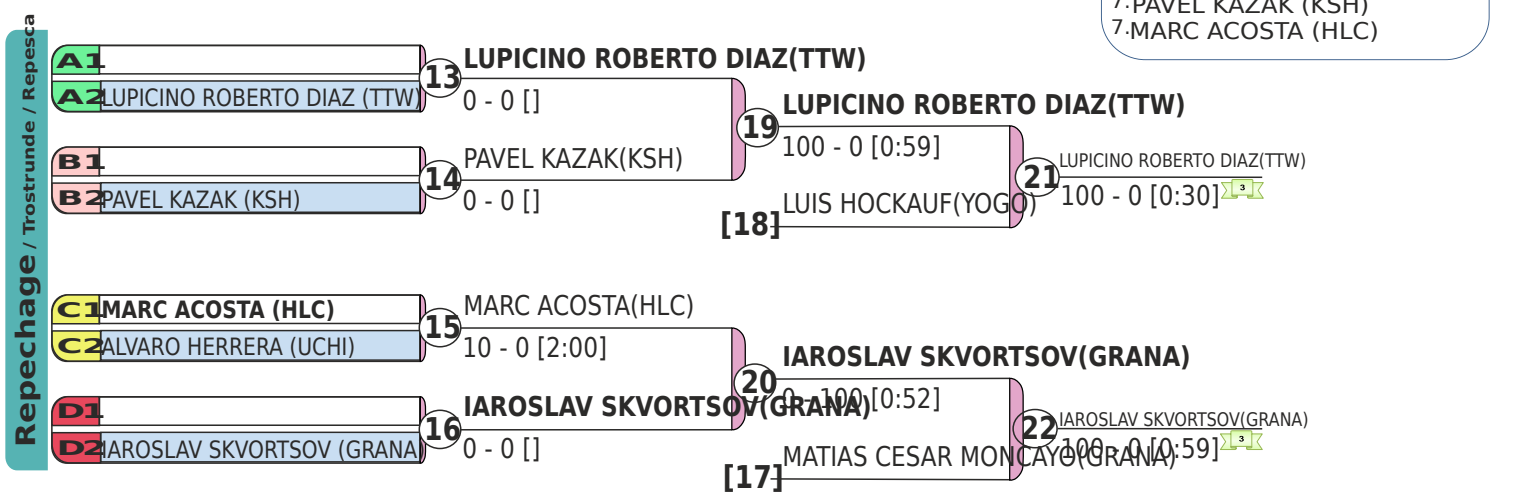 7.PAVEL KAZAK (KSH)
7.MARC ACOSTA (HLC)
Repechage / Trostrunde / Repesca
A1
A2 LUPICINO ROBERTO DIAZ (TTW)
13
LUPICINO ROBERTO DIAZ(TTW)
0 - 0 []
B1
B2 PAVEL KAZAK (KSH)
14
PAVEL KAZAK(KSH)
0 - 0 []
19
LUPICINO ROBERTO DIAZ(TTW)
100 - 0 [0:59]
[18]
LUIS HOCKAUF(YOGO)
21
LUPICINO ROBERTO DIAZ(TTW)
100 - 0 [0:30]
3
C1 MARC ACOSTA (HLC)
C2 ALVARO HERRERA (UCHI)
15
MARC ACOSTA(HLC)
10 - 0 [2:00]
D1
D2 IAROSLAV SKVORTSOV (GRANA)
16
IAROSLAV SKVORTSOV(GRANA)
0 - 0 []
20
IAROSLAV SKVORTSOV(GRANA)
0 - 100 [0:52]
[17]
MATIAS CESAR MONCAYO(GRANA)
22
IAROSLAV SKVORTSOV(GRANA)
100 - 0 [0:59]
3